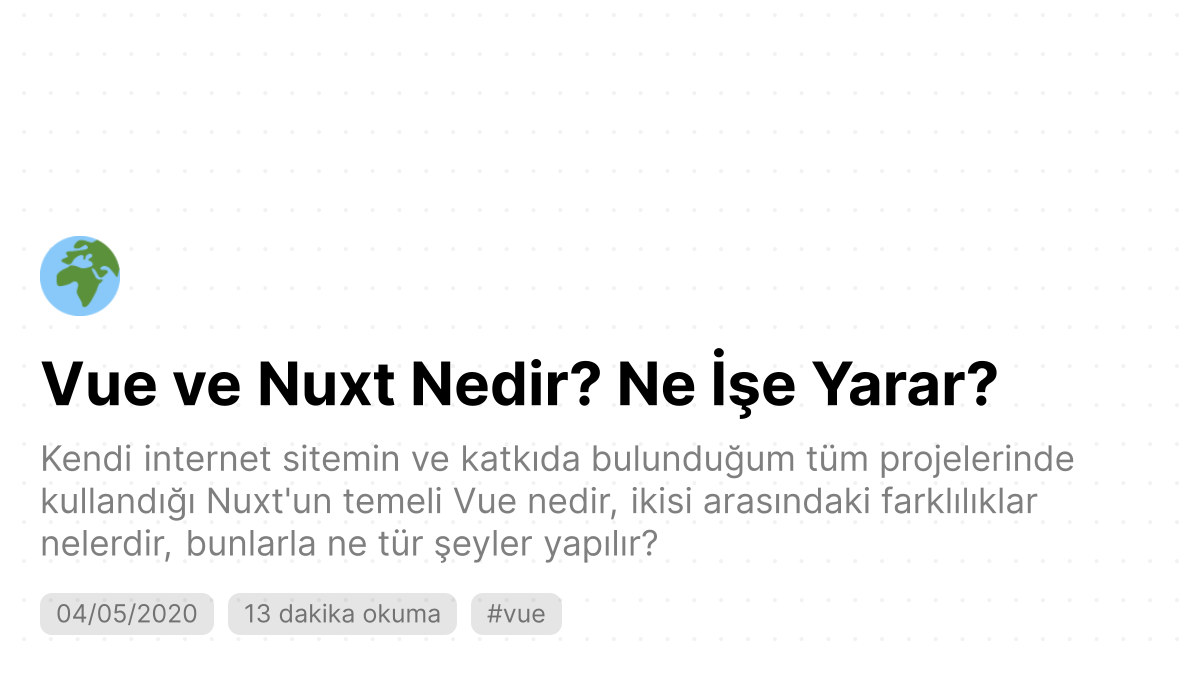 Vue ve Nuxt Nedir? Ne İşe Yarar?
Kendi internet sitemin ve katkıda bulunduğum tüm projelerinde
kullandığı Nuxt'un temeli Vue nedir, ikisi arasındaki farklılıklar
nelerdir, bunlarla ne tür şeyler yapılır?
04/05/2020 13 dakika okuma #vue